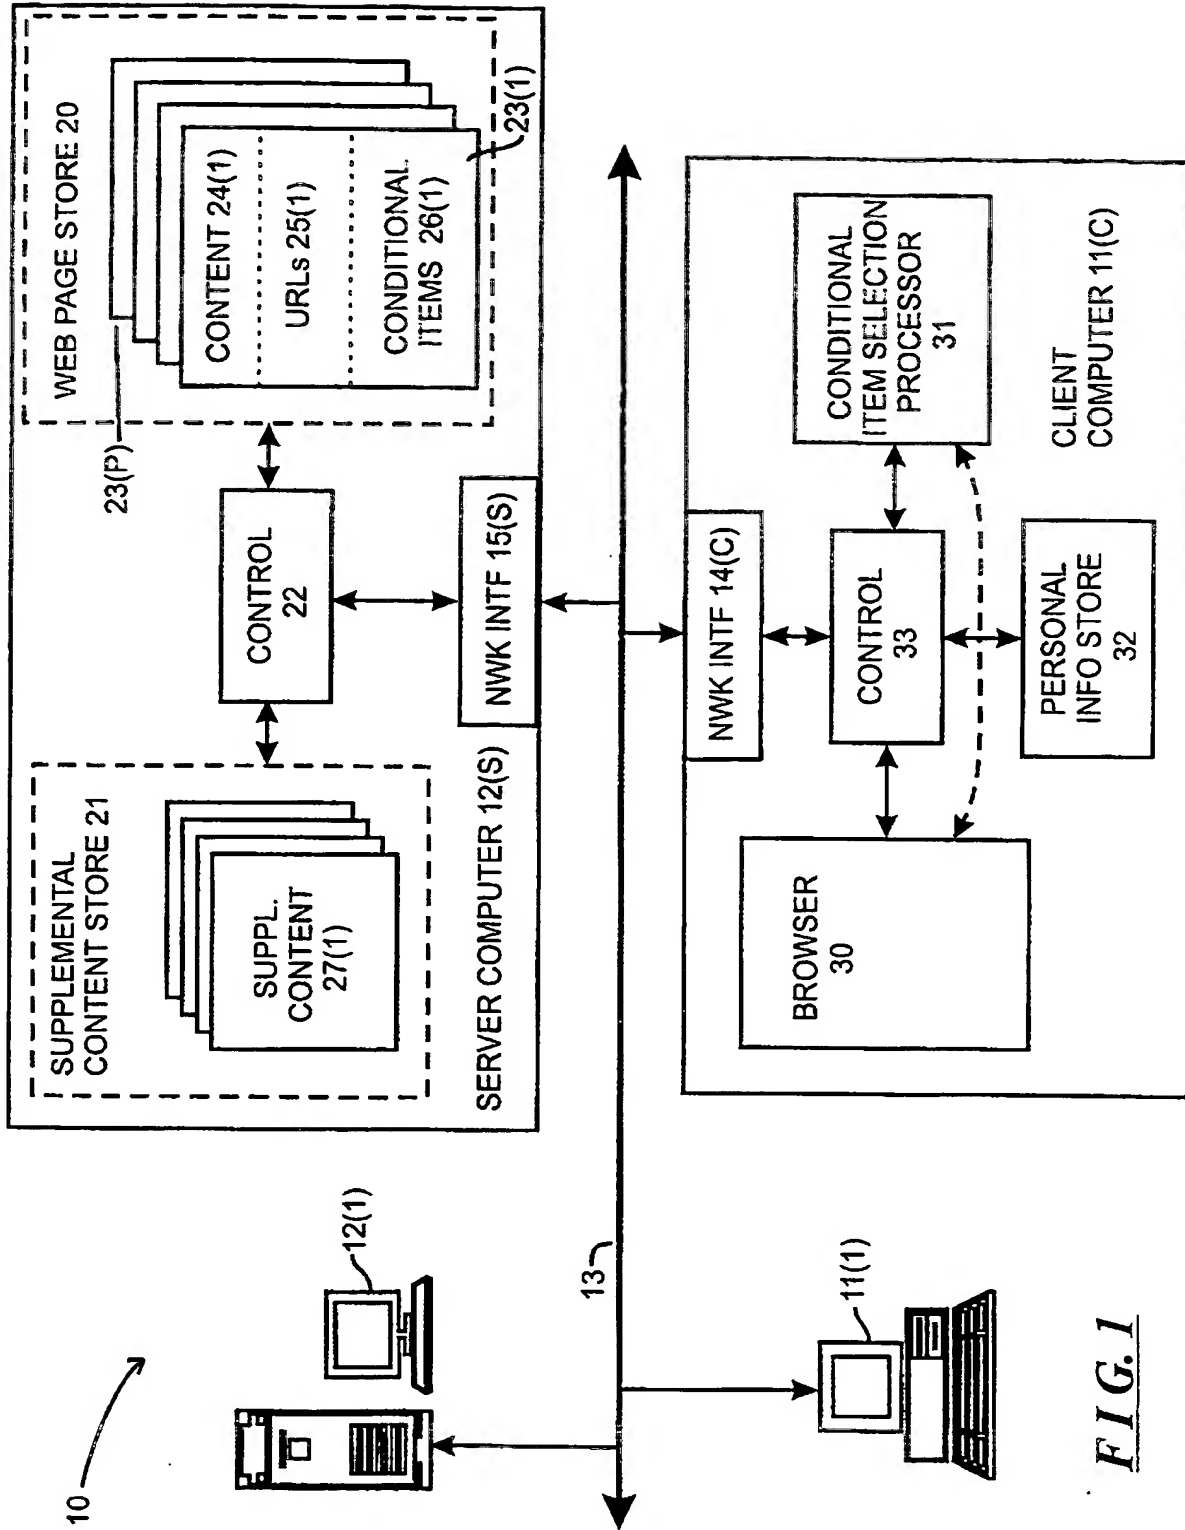 10
12(1)
SUPPLEMENTAL
CONTENT STORE 21
SUPPL.
CONTENT
27(1)
SERVER COMPUTER 12(S)
CONTROL
22
NWK INTF 15(S)
23(P)
WEB PAGE STORE 20
CONTENT 24(1)
URLs 25(1)
CONDITIONAL
ITEMS 26(1)
23(1)
13
11(1)
BROWSER
30
NWK INTF 14(C)
CONTROL
33
PERSONAL
INFO STORE
32
CONDITIONAL
ITEM SELECTION
PROCESSOR
31
CLIENT
COMPUTER 11(C)
FIG. 1